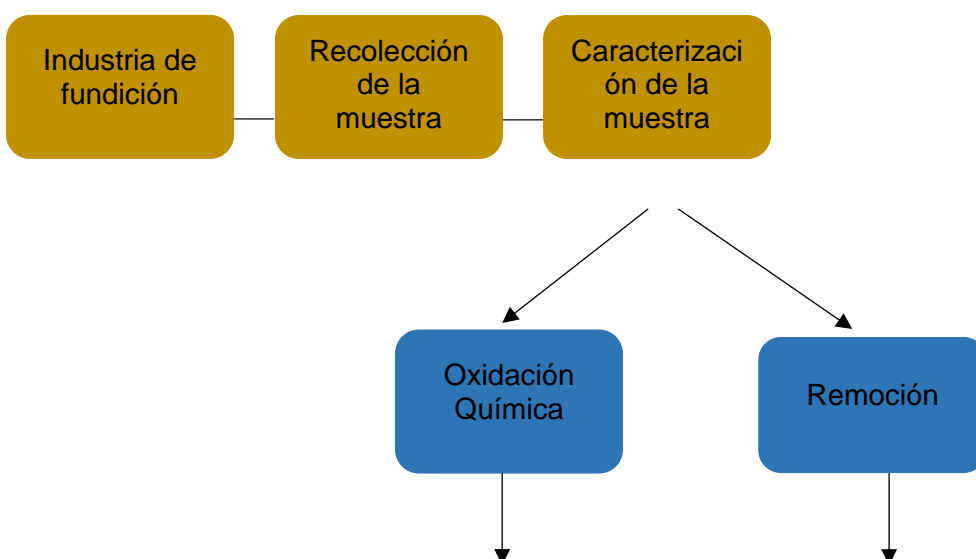 Industria de
fundición
Recolección
de la
muestra
Caracterizaci
ón de la
muestra
Oxidación
Química
Remoción